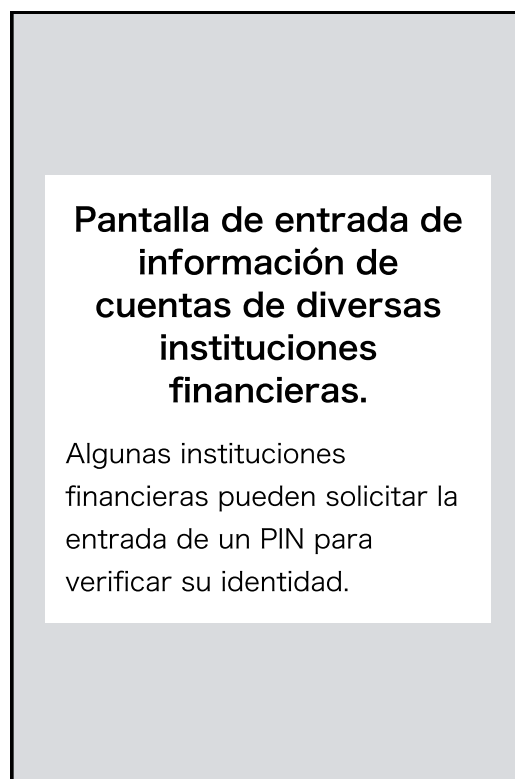 Pantalla de entrada de
información de
cuentas de diversas
instituciones
financieras.
Algunas instituciones
financieras pueden solicitar la
entrada de un PIN para
verificar su identidad.